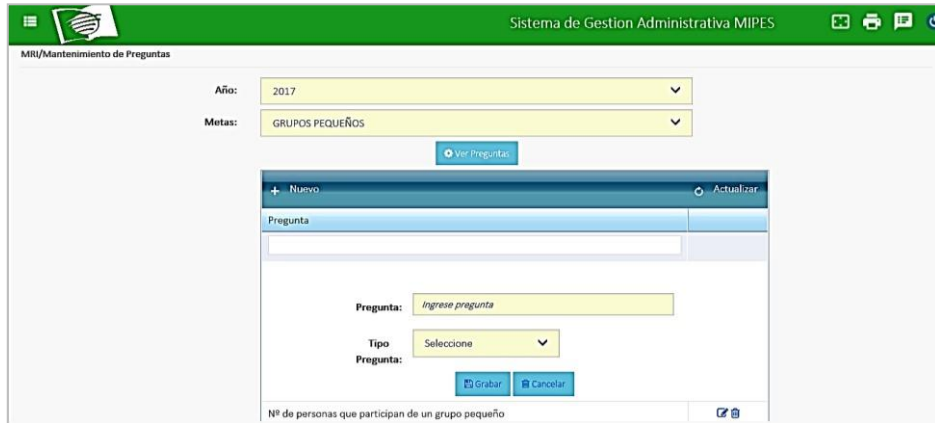 Sistema de Gestion Administrativa MIPES
MRI/Mantenimiento de Preguntas
Año: 2017
Metas: GRUPOS PEQUEÑOS
Ver Preguntas
+ Nuevo Actualizar
Pregunta
Pregunta: Ingrese pregunta
Tipo Seleccione
Pregunta:
Grabar Cancelar
Nº de personas que participan de un grupo pequeño